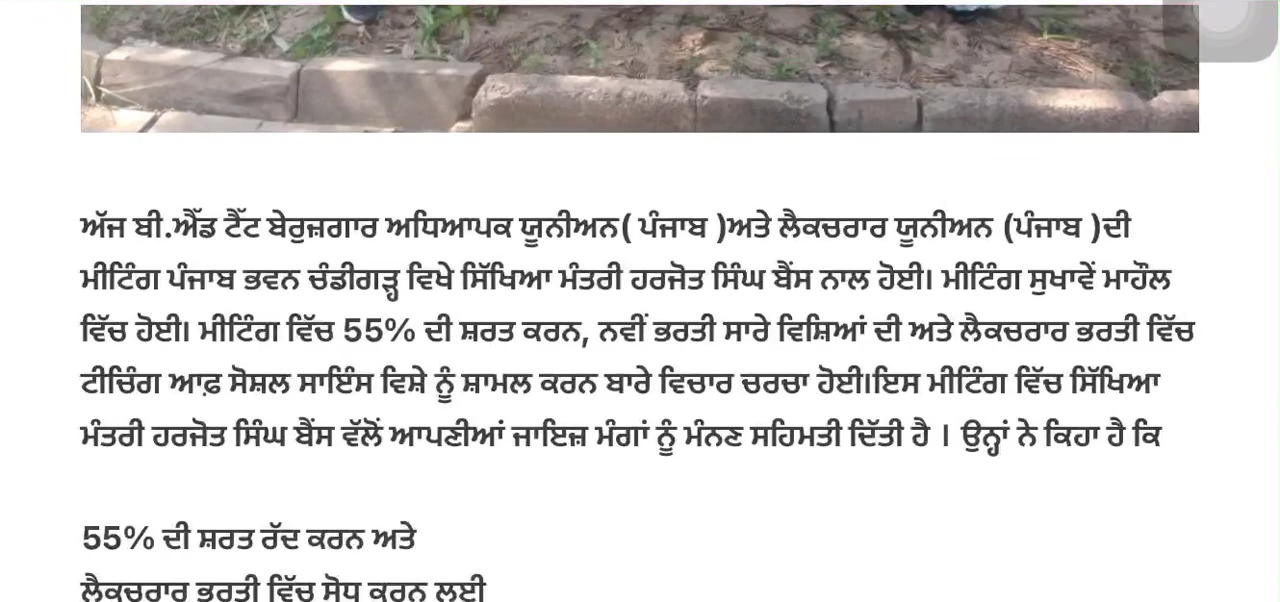 ਅੱਜ ਬੀ.ਐੱਡ ਟੈੱਟ ਬੇਰੁਜ਼ਗਾਰ ਅਧਿਆਪਕ ਯੂਨੀਅਨ( ਪੰਜਾਬ )ਅਤੇ ਲੈਕਚਰਾਰ ਯੂਨੀਅਨ (ਪੰਜਾਬ )ਦੀ
ਮੀਟਿੰਗ ਪੰਜਾਬ ਭਵਨ ਚੰਡੀਗੜ੍ਹ ਵਿਖੇ ਸਿੱਖਿਆ ਮੰਤਰੀ ਹਰਜੋਤ ਸਿੰਘ ਬੈਂਸ ਨਾਲ ਹੋਈ। ਮੀਟਿੰਗ ਸੁਖਾਵੇਂ ਮਾਹੌਲ
ਵਿੱਚ ਹੋਈ। ਮੀਟਿੰਗ ਵਿੱਚ 55% ਦੀ ਸ਼ਰਤ ਕਰਨ, ਨਵੀਂ ਭਰਤੀ ਸਾਰੇ ਵਿਸ਼ਿਆਂ ਦੀ ਅਤੇ ਲੈਕਚਰਾਰ ਭਰਤੀ ਵਿੱਚ
ਟੀਚਿੰਗ ਆਫ਼ ਸੋਸ਼ਲ ਸਾਇੰਸ ਵਿਸ਼ੇ ਨੂੰ ਸ਼ਾਮਲ ਕਰਨ ਬਾਰੇ ਵਿਚਾਰ ਚਰਚਾ ਹੋਈ।ਇਸ ਮੀਟਿੰਗ ਵਿੱਚ ਸਿੱਖਿਆ
ਮੰਤਰੀ ਹਰਜੋਤ ਸਿੰਘ ਬੈਂਸ ਵੱਲੋਂ ਆਪਣੀਆਂ ਜਾਇਜ਼ ਮੰਗਾਂ ਨੂੰ ਮੰਨਣ ਸਹਿਮਤੀ ਦਿੱਤੀ ਹੈ । ਉਨ੍ਹਾਂ ਨੇ ਕਿਹਾ ਹੈ ਕਿ
55% ਦੀ ਸ਼ਰਤ ਰੱਦ ਕਰਨ ਅਤੇ
ਲੈਕਚਰਾਰ ਭਰਤੀ ਵਿੱਚ ਸੋਧ ਕਰਨ ਲਈ